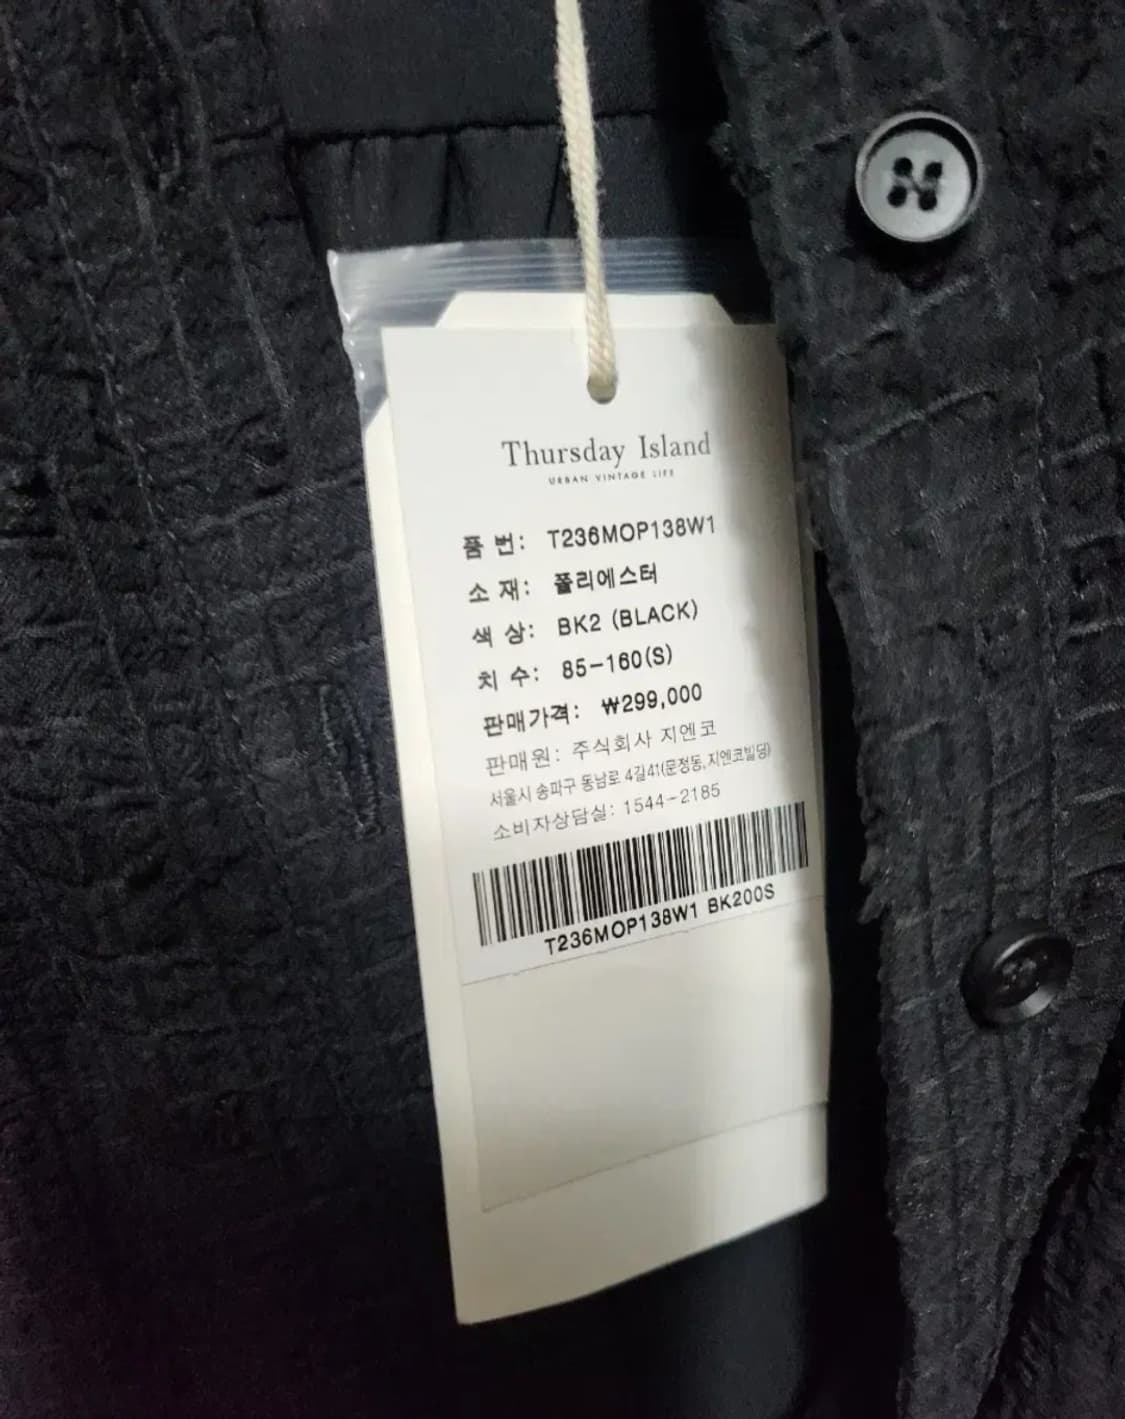 Thursday Island
URBAN VINTAGE LIFE
품 번: T236MOP138W1
소 재: 폴리에스터
색 상: BK2 (BLACK)
치 수: 85-160(S)
판매가격: ₩299,000
판매원: 주식회사 지엔코
서울시 송파구 동남로 4길41(문정동,지엔코빌딩)
소비자상담실: 1544-2185
T236MOP138W1 BK200S